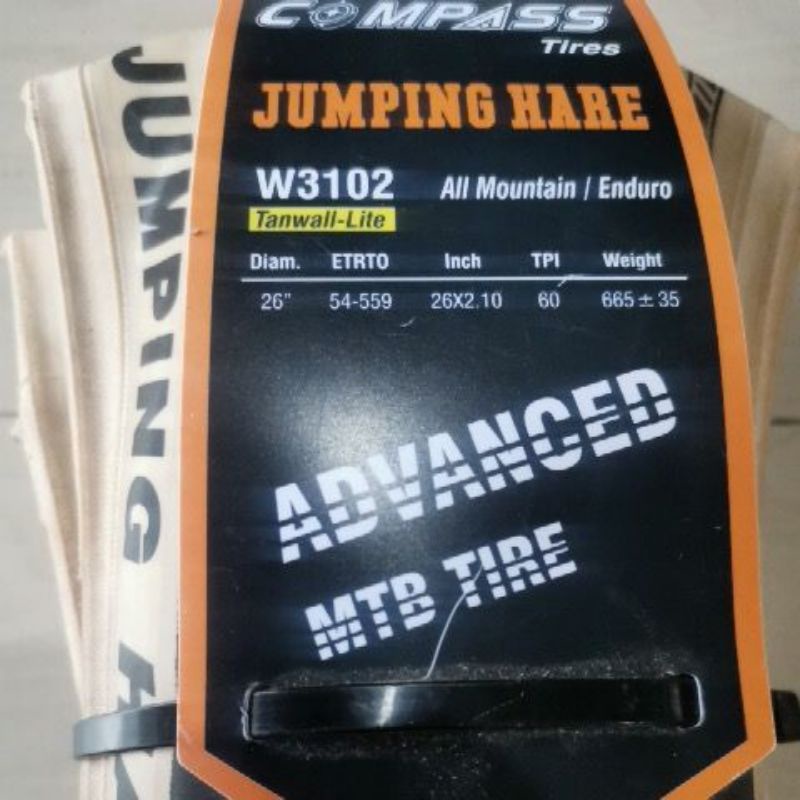 COMPASS
Tires
JUMPING HARE
W3102 All Mountain / Enduro
Tanwall-Lite
Diam. ETRTO Inch TPI Weight
26" 54-559 26X2.10 60 665±35
ADVANCED
MTB TIRE
JUMPING